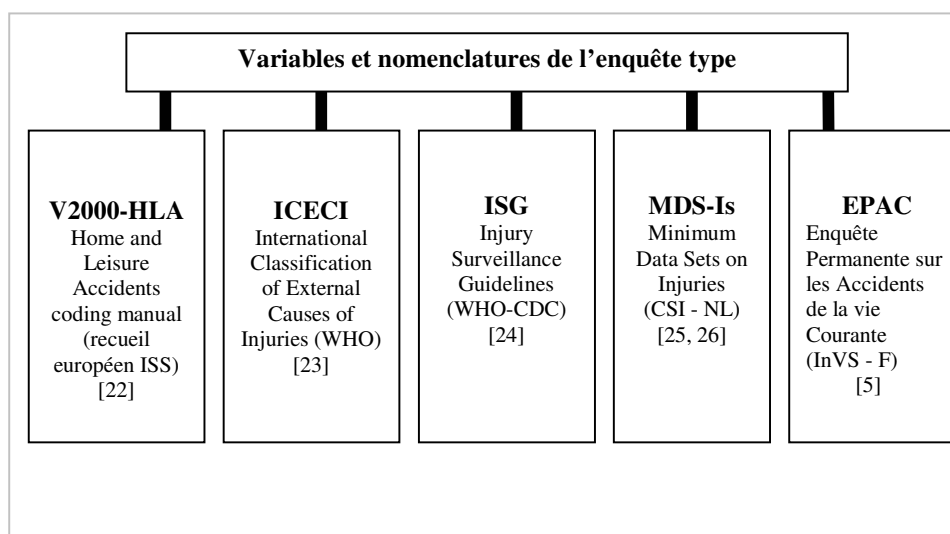 Variables et nomenclatures de l'enquête type
V2000-HLA
Home and
Leisure
Accidents
coding manual
(recueil
européen ISS)
[22]
ICECI
International
Classification
of External
Causes of
Injuries (WHO)
[23]
ISG
Injury
Surveillance
Guidelines
(WHO-CDC)
[24]
MDS-Is
Minimum
Data Sets on
Injuries
(CSI - NL)
[25, 26]
EPAC
Enquête
Permanente sur
les Accidents
de la vie
Courante
(InVS - F)
[5]